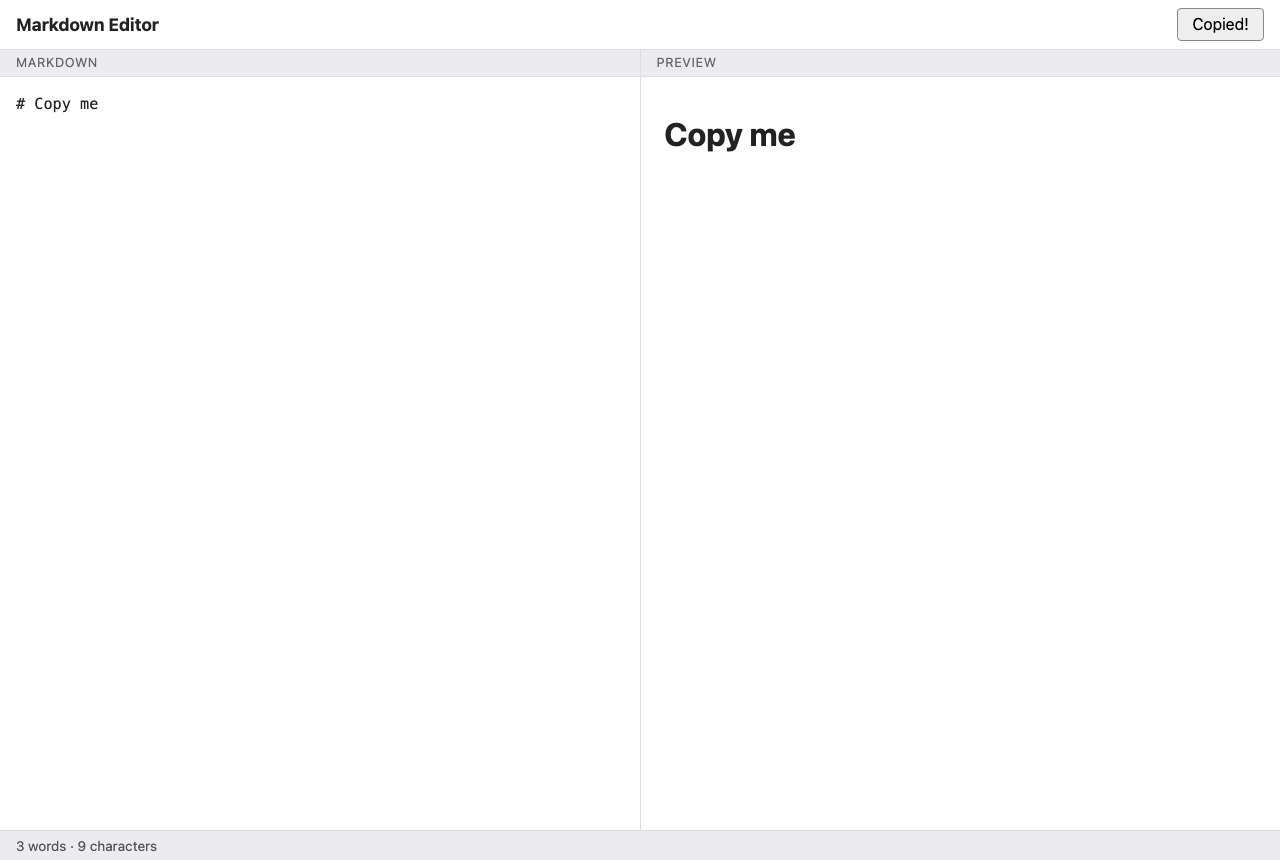 Markdown Editor
Copied!
MARKDOWN
PREVIEW
# Copy me
Copy me
3 words · 9 characters